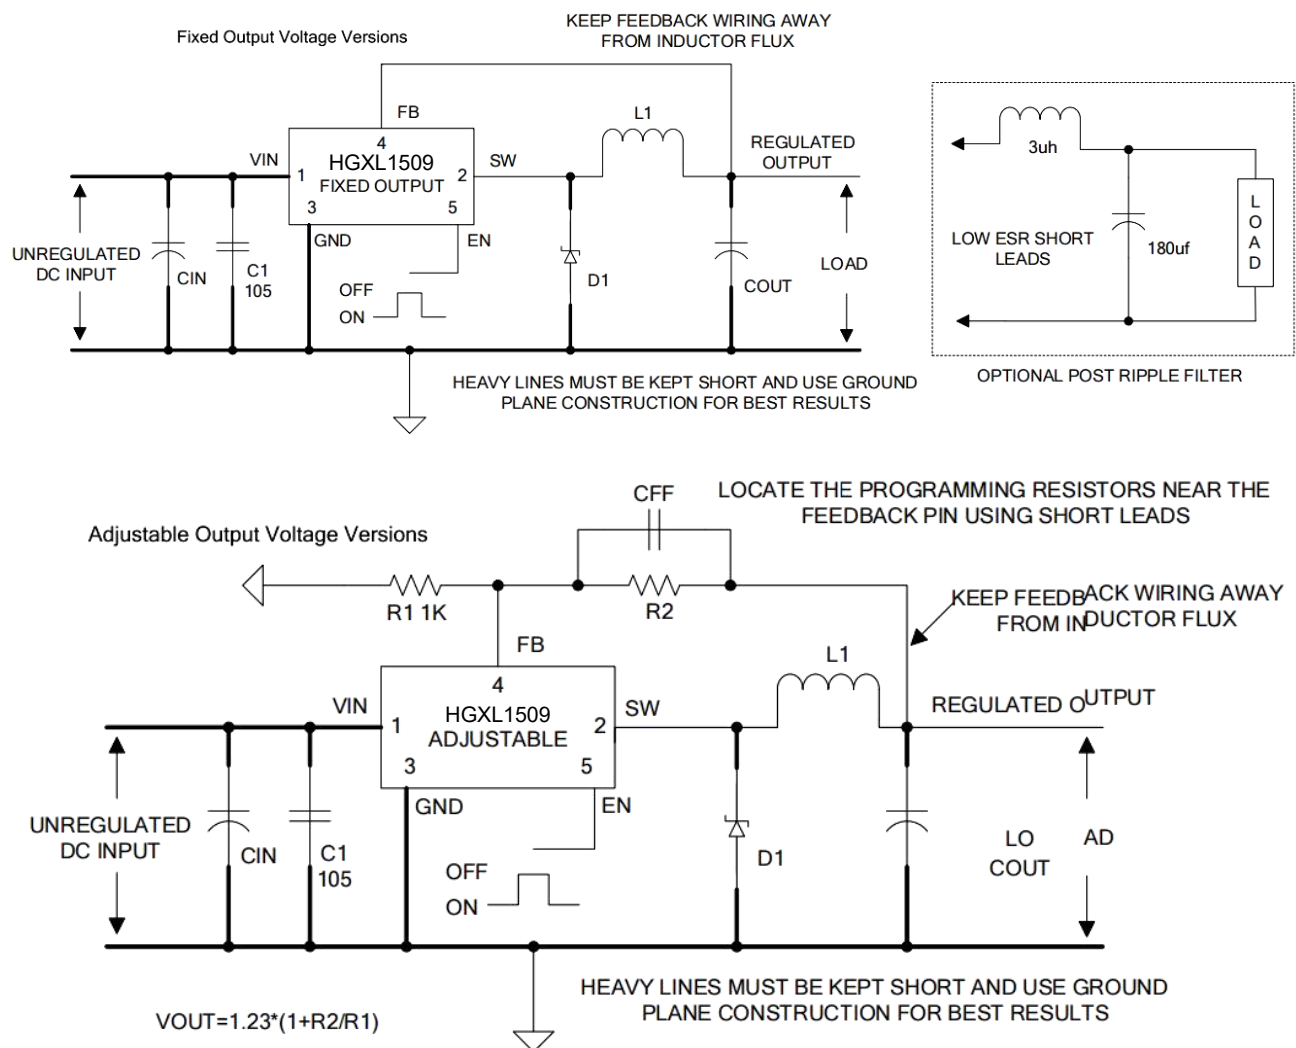 Fixed Output Voltage Versions
KEEP FEEDBACK WIRING AWAY
FROM INDUCTOR FLUX
FB
L1
4
HGXL1509
FIXED OUTPUT
VIN
1
2
SW
REGULATED
OUTPUT
3
5
GND
EN
UNREGULATED
DC INPUT
CIN
C1
105
OFF
ON
D1
COUT
LOAD
HEAVY LINES MUST BE KEPT SHORT AND USE GROUND
PLANE CONSTRUCTION FOR BEST RESULTS
3uh
LOW ESR SHORT
LEADS
180uf
LOAD
OPTIONAL POST RIPPLE FILTER
Adjustable Output Voltage Versions
CFF
LOCATE THE PROGRAMMING RESISTORS NEAR THE
FEEDBACK PIN USING SHORT LEADS
R1 1K
R2
KEEP FEEDBACK WIRING AWAY
FROM INDUCTOR FLUX
FB
L1
4
HGXL1509
ADJUSTABLE
VIN
1
2
SW
REGULATED OUTPUT
3
5
GND
EN
UNREGULATED
DC INPUT
CIN
C1
105
OFF
ON
D1
LO AD
COUT
HEAVY LINES MUST BE KEPT SHORT AND USE GROUND
PLANE CONSTRUCTION FOR BEST RESULTS
VOUT=1.23*(1+R2/R1)